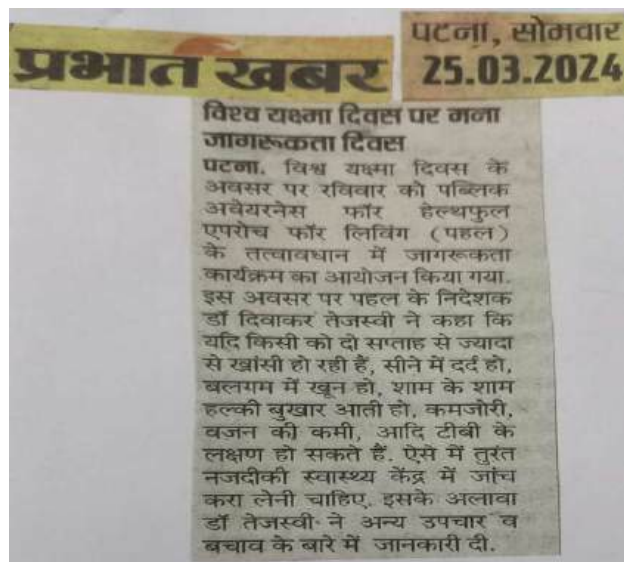 प्रभात खबर
पटना, सोमवार
25.03.2024
विश्व यक्ष्मा दिवस पर मना
जागरूकता दिवस
पटना. विश्व यक्ष्मा दिवस के
अवसर पर रविवार को पब्लिक
अवेयरनेस फॉर हेल्थफुल
एपरोच फॉर लिविंग (पहल)
के तत्वावधान में जागरूकता
कार्यक्रम का आयोजन किया गया.
इस अवसर पर पहल के निदेशक
डॉ दिवाकर तेजस्वी ने कहा कि
यदि किसी को दो सप्ताह से ज्यादा
से खांसी हो रही हैं, सीने में दर्द हो,
बलगम में खून हो, शाम के शाम
हल्की बुखार आती हो, कमजोरी,
वजन की कमी, आदि टीबी के
लक्षण हो सकते हैं. ऐसे में तुरंत
नजदीकी स्वास्थ्य केंद्र में जांच
करा लेनी चाहिए. इसके अलावा
डॉ तेजस्वी ने अन्य उपचार व
बचाव के बारे में जानकारी दी.